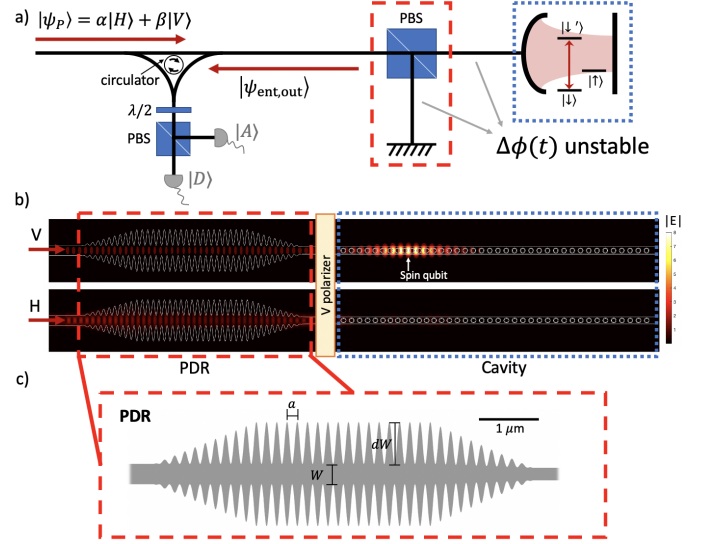 a)
|ψ_P⟩ = α|H⟩ + β|V⟩
PBS
|↓'⟩
|↑⟩
|↓⟩
circulator
|ψ_ent,out⟩
λ/2
PBS
|A⟩
|D⟩
Δϕ(t) unstable
b)
V
H
V polarizer
Spin qubit
|E|
8
7
6
5
4
3
2
1
PDR
Cavity
c)
PDR
a
dW
W
1 μm